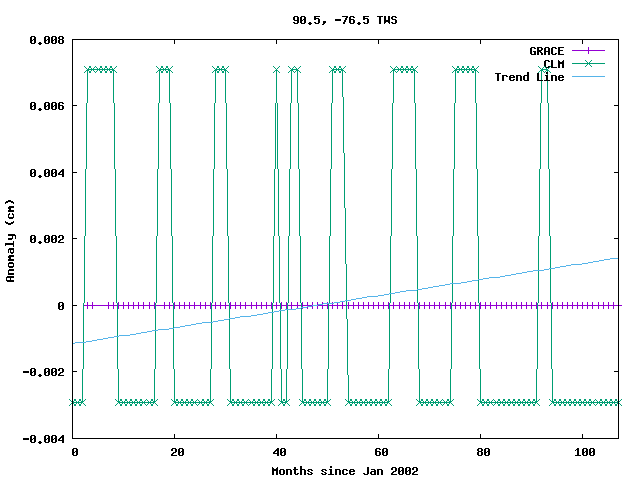 90.5, -76.5 TWS
0.008
0.006
0.004
0.002
0
-0.002
-0.004
Anomaly (cm)
GRACE
CLM
Trend Line
0 20 40 60 80 100
Months since Jan 2002